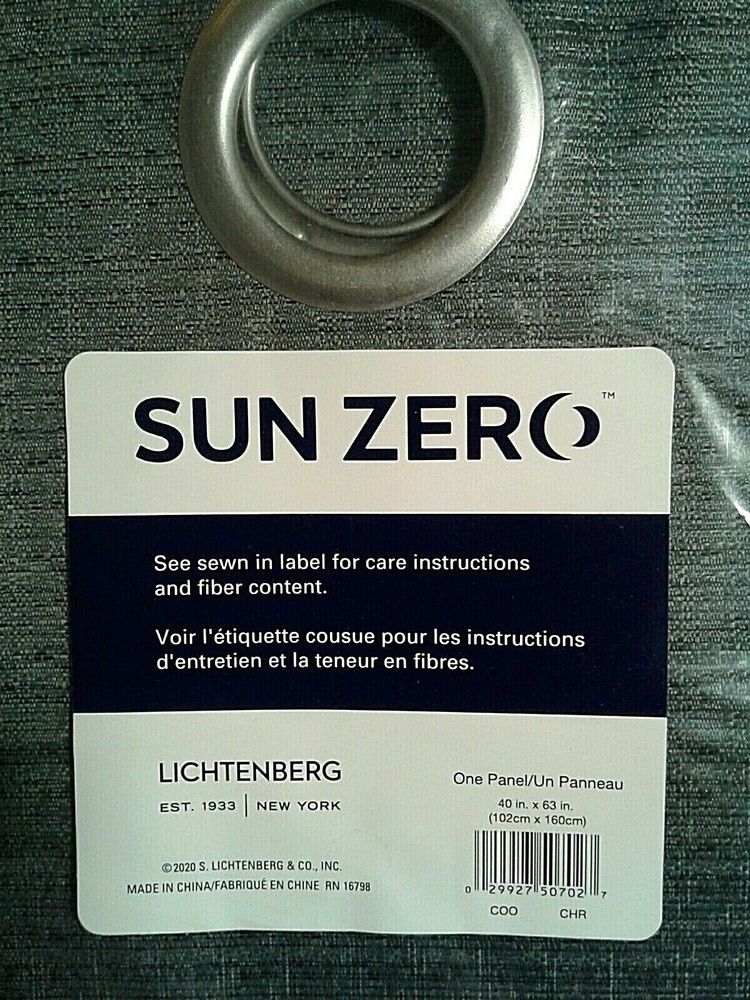 SUN ZERO™
See sewn in label for care instructions
and fiber content.
Voir l'étiquette cousue pour les instructions
d'entretien et la teneur en fibres.
LICHTENBERG
EST. 1933 | NEW YORK
©2020 S. LICHTENBERG & CO., INC.
MADE IN CHINA/FABRIQUÉ EN CHINE RN 16798
One Panel/Un Panneau
40 in. x 63 in.
(102cm x 160cm)
0 29927 50702 7
COO CHR